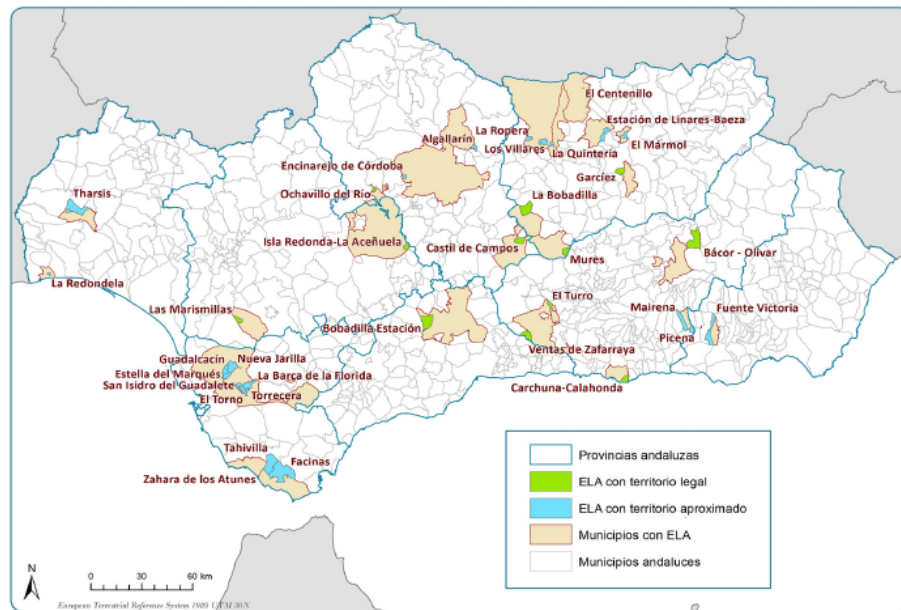 El Centenillo
Estación de Linares-Baeza
La Ropera
Algallarín
Los Villares
La Quintería
El Mármol
Encinarejo de Córdoba
Garcíez
Tharsis
Ochavillo del Río
La Bobadilla
Isla Redonda-La Aceñuela
Castil de Campos
Mures
Bácor - Olivar
La Redondela
El Turro
Mairena
Fuente Victoria
Las Marismillas
Bobadilla Estación
Picena
Ventas de Zafarraya
Guadalcacín
Nueva Jarilla
Estella del Marqués
La Barca de la Florida
San Isidro del Guadalete
El Torno
Torrecera
Carchuna-Calahonda
Tahivilla
Facinas
Zahara de los Atunes
Provincias andaluzas
ELA con territorio legal
ELA con territorio aproximado
Municipios con ELA
Municipios andaluces
N
0 30 60 km
European Terrestrial Reference System 1989 UTM 30N